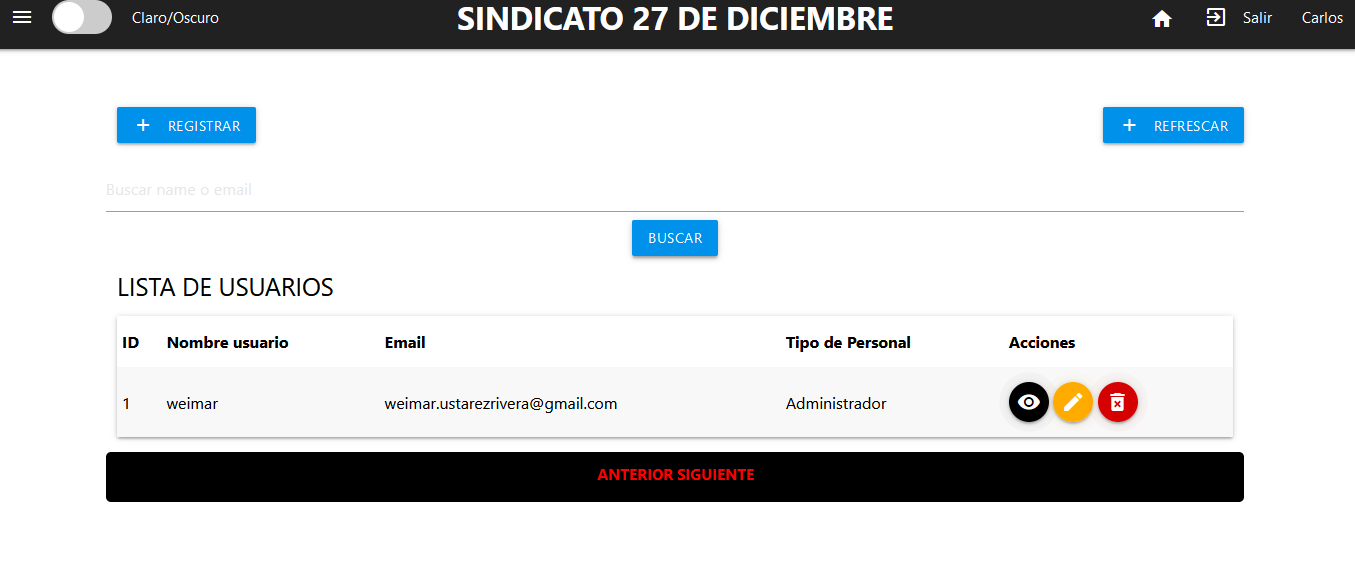 Claro/Oscuro SINDICATO 27 DE DICIEMBRE Salir Carlos
REGISTRAR REFRESCAR
Buscar name o email
BUSCAR
LISTA DE USUARIOS
ID Nombre usuario Email Tipo de Personal Acciones
1 weimar weimar.ustarezrivera@gmail.com Administrador
ANTERIOR SIGUIENTE